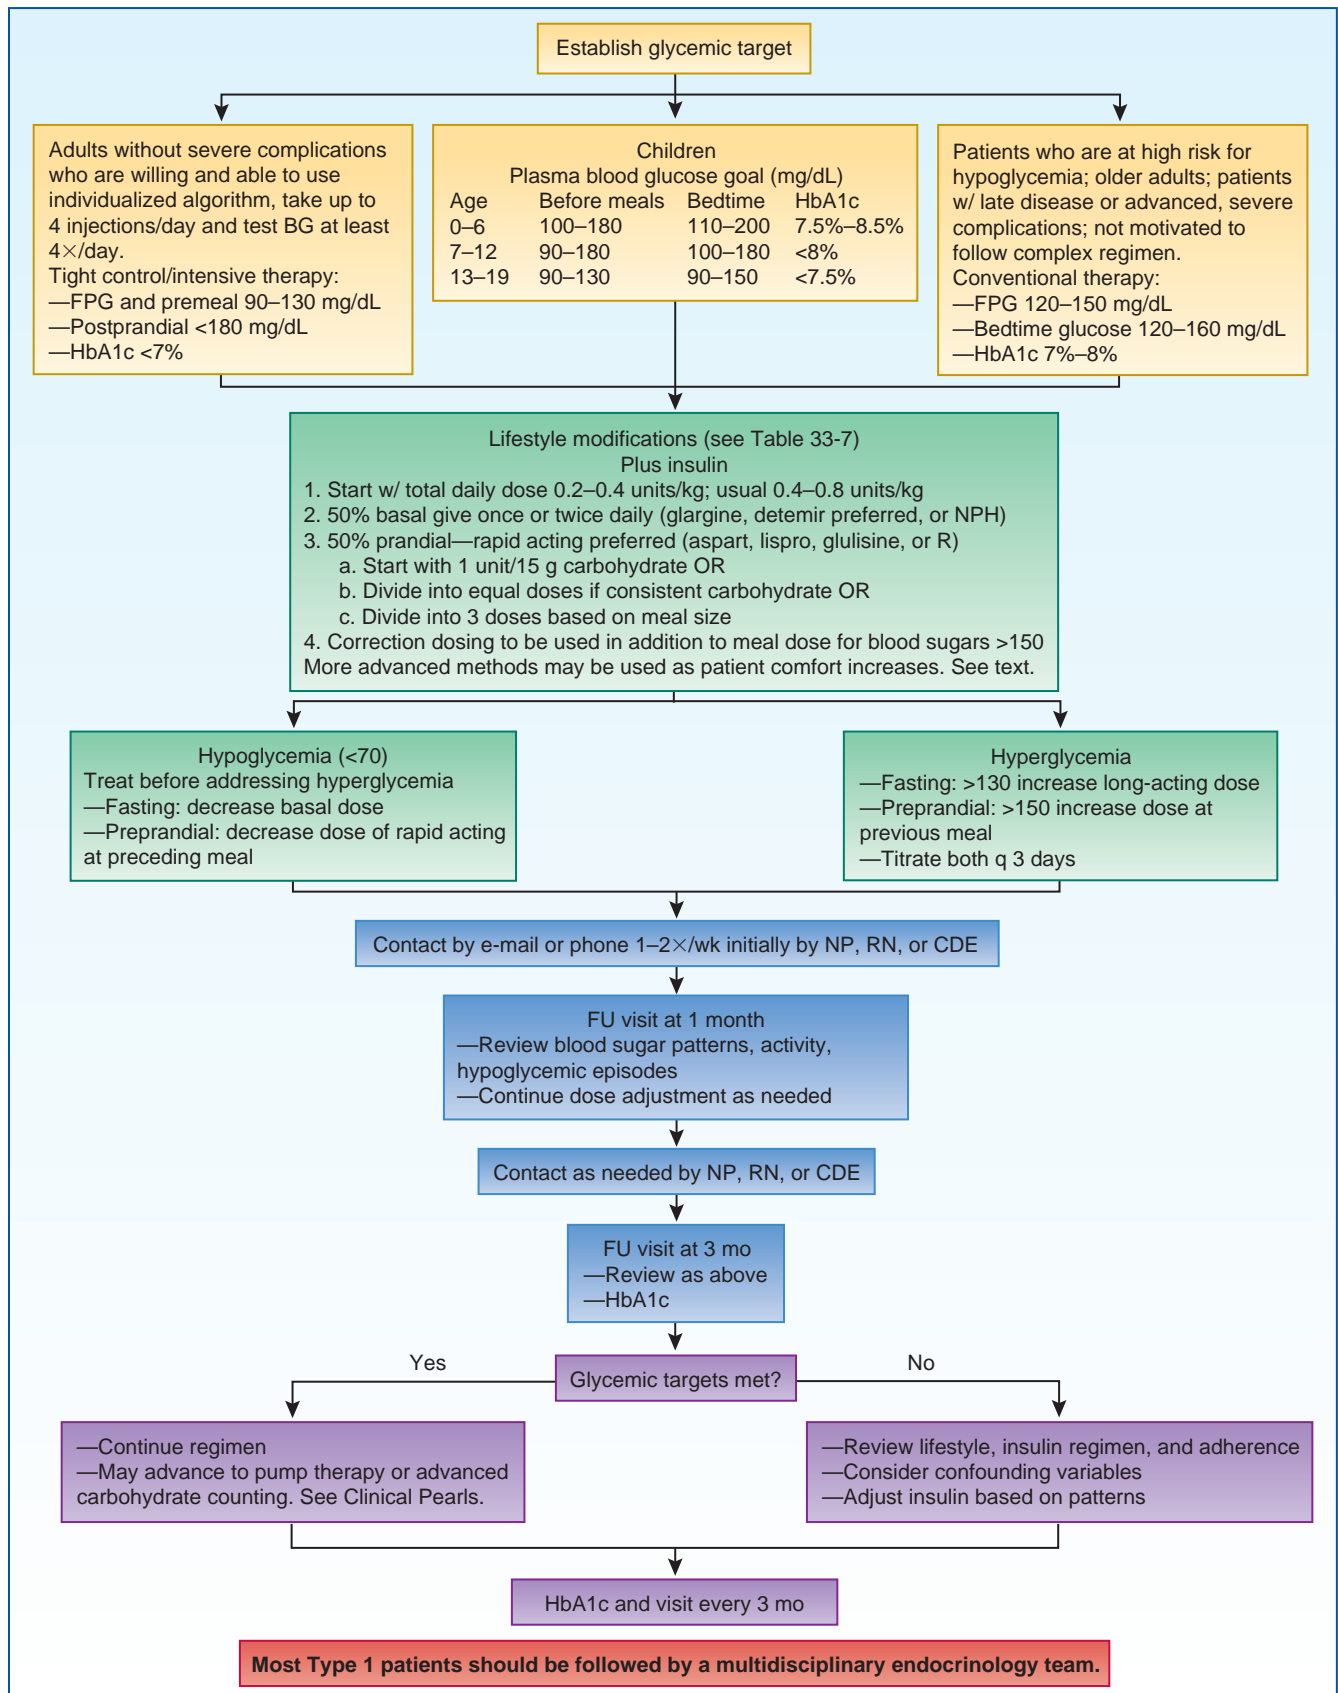 Establish glycemic target
Adults without severe complications
who are willing and able to use
individualized algorithm, take up to
4 injections/day and test BG at least
4×/day.
Tight control/intensive therapy:
—FPG and premeal 90–130 mg/dL
—Postprandial <180 mg/dL
—HbA1c <7%
Children
Plasma blood glucose goal (mg/dL)
Age Before meals Bedtime HbA1c
0–6 100–180 110–200 7.5%–8.5%
7–12 90–180 100–180 <8%
13–19 90–130 90–150 <7.5%
Patients who are at high risk for
hypoglycemia; older adults; patients
w/ late disease or advanced, severe
complications; not motivated to
follow complex regimen.
Conventional therapy:
—FPG 120–150 mg/dL
—Bedtime glucose 120–160 mg/dL
—HbA1c 7%–8%
Lifestyle modifications (see Table 33-7)
Plus insulin
1. Start w/ total daily dose 0.2–0.4 units/kg; usual 0.4–0.8 units/kg
2. 50% basal give once or twice daily (glargine, detemir preferred, or NPH)
3. 50% prandial—rapid acting preferred (aspart, lispro, glulisine, or R)
a. Start with 1 unit/15 g carbohydrate OR
b. Divide into equal doses if consistent carbohydrate OR
c. Divide into 3 doses based on meal size
4. Correction dosing to be used in addition to meal dose for blood sugars >150
More advanced methods may be used as patient comfort increases. See text.
Hypoglycemia (<70)
Treat before addressing hyperglycemia
—Fasting: decrease basal dose
—Preprandial: decrease dose of rapid acting
at preceding meal
Hyperglycemia
—Fasting: >130 increase long-acting dose
—Preprandial: >150 increase dose at
previous meal
—Titrate both q 3 days
Contact by e-mail or phone 1–2×/wk initially by NP, RN, or CDE
FU visit at 1 month
—Review blood sugar patterns, activity,
hypoglycemic episodes
—Continue dose adjustment as needed
Contact as needed by NP, RN, or CDE
FU visit at 3 mo
—Review as above
—HbA1c
Yes
Glycemic targets met?
No
—Continue regimen
—May advance to pump therapy or advanced
carbohydrate counting. See Clinical Pearls.
—Review lifestyle, insulin regimen, and adherence
—Consider confounding variables
—Adjust insulin based on patterns
HbA1c and visit every 3 mo
Most Type 1 patients should be followed by a multidisciplinary endocrinology team.